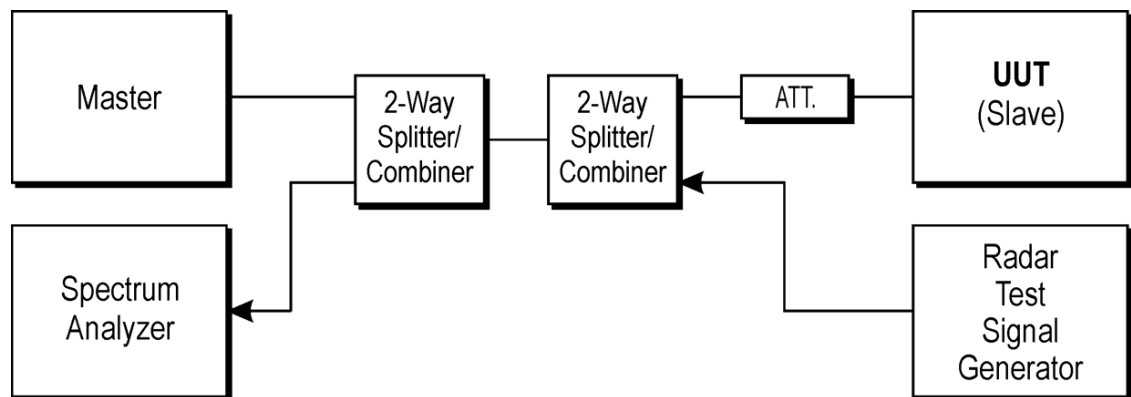 Master
2-Way
Splitter/
Combiner
2-Way
Splitter/
Combiner
ATT.
UUT
(Slave)
Spectrum
Analyzer
Radar
Test
Signal
Generator